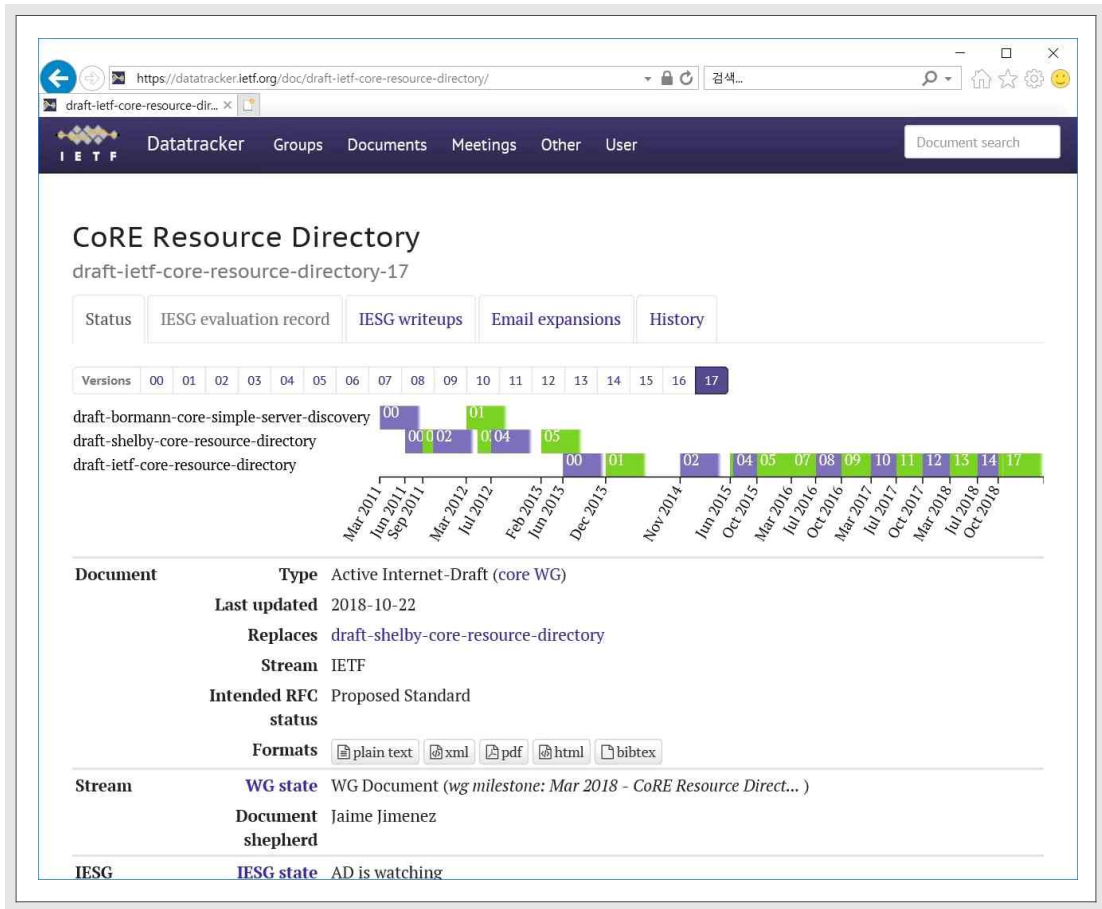 https://datatracker.ietf.org/doc/draft-ietf-core-resource-directory/
검색...
draft-ietf-core-resource-dir...
IETF
Datatracker Groups Documents Meetings Other User
Document search
CoRE Resource Directory
draft-ietf-core-resource-directory-17
Status IESG evaluation record IESG writeups Email expansions History
Versions 00 01 02 03 04 05 06 07 08 09 10 11 12 13 14 15 16 17
draft-bormann-core-simple-server-discovery 00 01
draft-shelby-core-resource-directory 00 02 04 05
draft-ietf-core-resource-directory 00 01 02 04 05 07 08 09 10 11 12 13 14 17
Mar 2011 Jun 2011 Sep 2011 Mar 2012 Jul 2012 Feb 2013 Jun 2013 Dec 2013 Nov 2014 Jun 2015 Oct 2015 Mar 2016 Jul 2016 Oct 2016 Mar 2017 Jul 2017 Oct 2017 Mar 2018 Jul 2018 Oct 2018
Document Type Active Internet-Draft (core WG)
Last updated 2018-10-22
Replaces draft-shelby-core-resource-directory
Stream IETF
Intended RFC Proposed Standard
status
Formats plain text xml pdf html bibtex
Stream WG state WG Document (wg milestone: Mar 2018 - CoRE Resource Direct... )
Document Jaime Jimenez
shepherd
IESG IESG state AD is watching